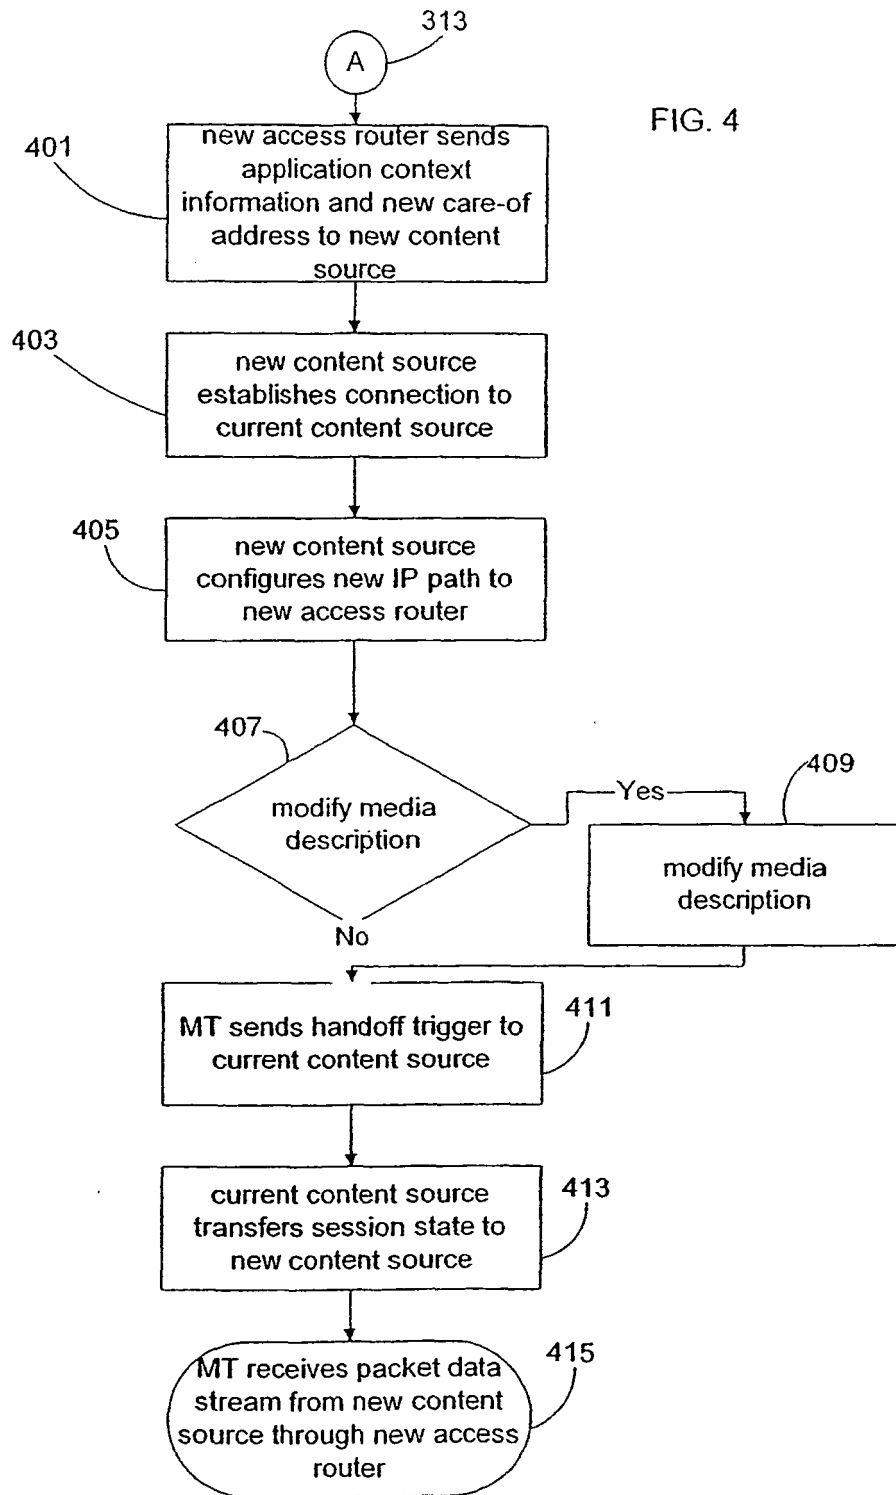 313
A
FIG. 4
401
new access router sends
application context
information and new care-of
address to new content
source
403
new content source
establishes connection to
current content source
405
new content source
configures new IP path to
new access router
407
modify media
description
Yes
409
modify media
description
No
MT sends handoff trigger to
current content source
411
current content source
transfers session state to
new content source
413
MT receives packet data
stream from new content
source through new access
router
415